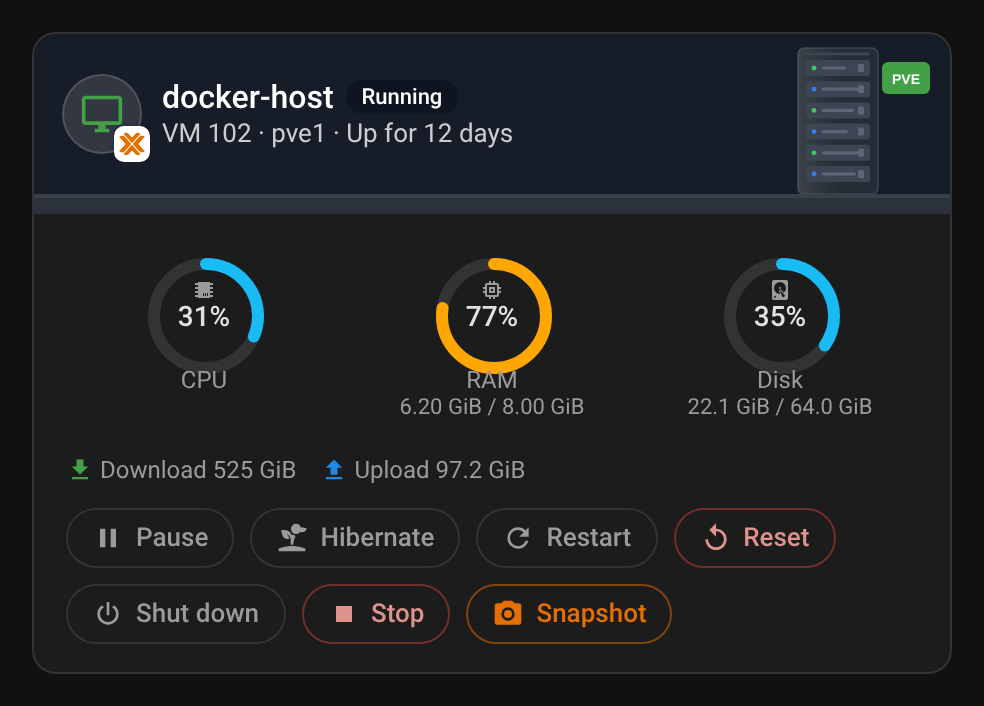 docker-host Running
VM 102 · pve1 · Up for 12 days
PVE
31%
CPU
77%
RAM
6.20 GiB / 8.00 GiB
35%
Disk
22.1 GiB / 64.0 GiB
Download 525 GiB Upload 97.2 GiB
Pause Hibernate Restart Reset
Shut down Stop Snapshot